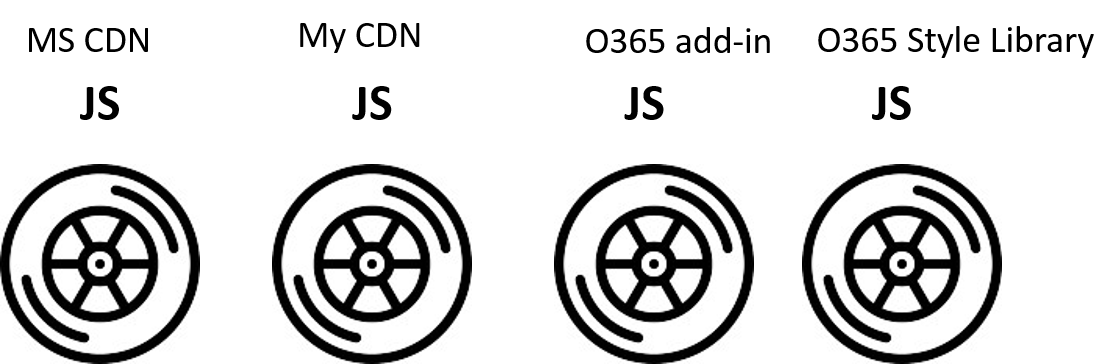 MS CDN My CDN O365 add-in O365 Style Library
JS JS JS JS